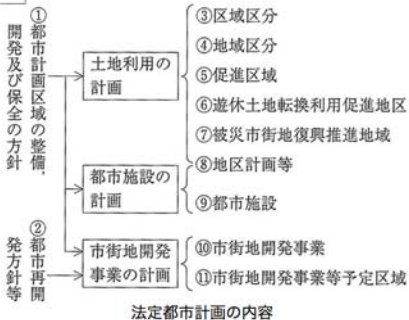 ①都市計画区域の整備，
開発及び保全の方針
②都市再開
発方針等
土地利用の
計画
都市施設の
計画
市街地開発
事業の計画
③区域区分
④地域区分
⑤促進区域
⑥遊休土地転換利用促進地区
⑦被災市街地復興推進地域
⑧地区計画等
⑨都市施設
⑩市街地開発事業
⑪市街地開発事業等予定区域
法定都市計画の内容